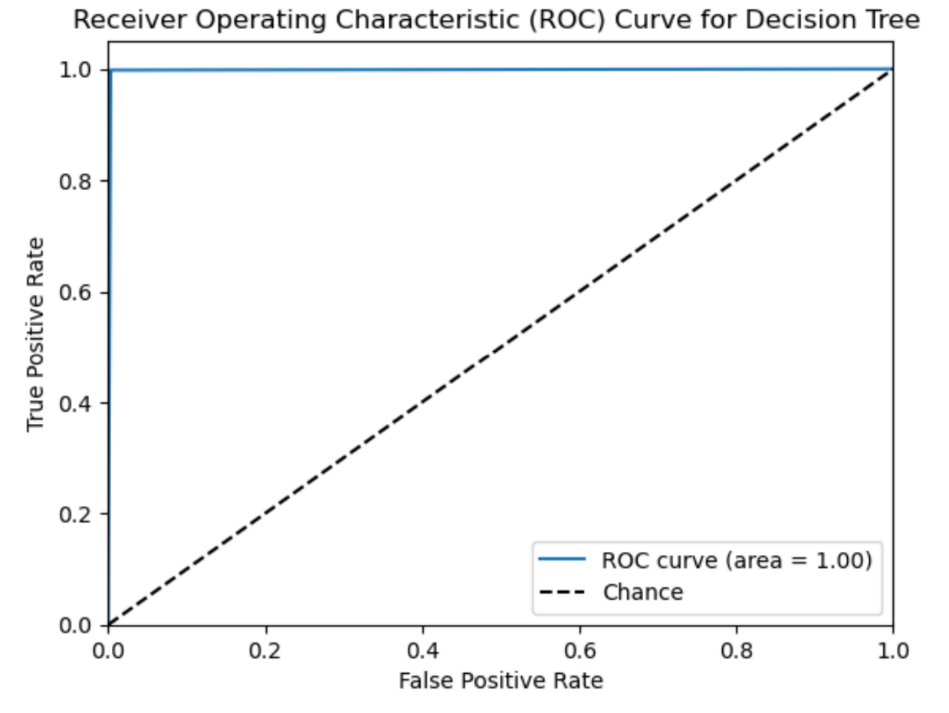 Receiver Operating Characteristic (ROC) Curve for Decision Tree
1.0
0.8
0.6
0.4
0.2
0.0
True Positive Rate
ROC curve (area = 1.00)
Chance
0.0 0.2 0.4 0.6 0.8 1.0
False Positive Rate